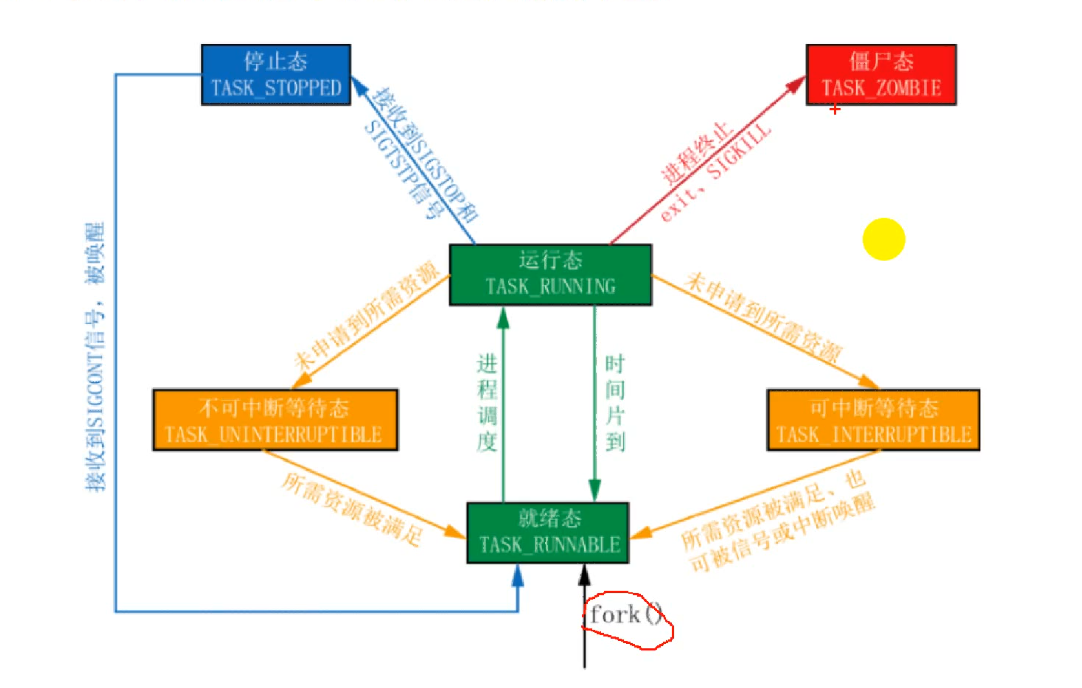 停止态
TASK_STOPPED
僵尸态
TASK_ZOMBIE
接收到SIGSTOP和
SIGTSTP信号
进程终止
exit、SIGKILL
运行态
TASK_RUNNING
接收到SIGCONT信号，被唤醒
未申请到所需资源
未申请到所需资源
进程调度
时间片到
不可中断等待态
TASK_UNINTERRUPTIBLE
可中断等待态
TASK_INTERRUPTIBLE
所需资源被满足
所需资源被满足、也
可被信号或中断唤醒
就绪态
TASK_RUNNABLE
fork()